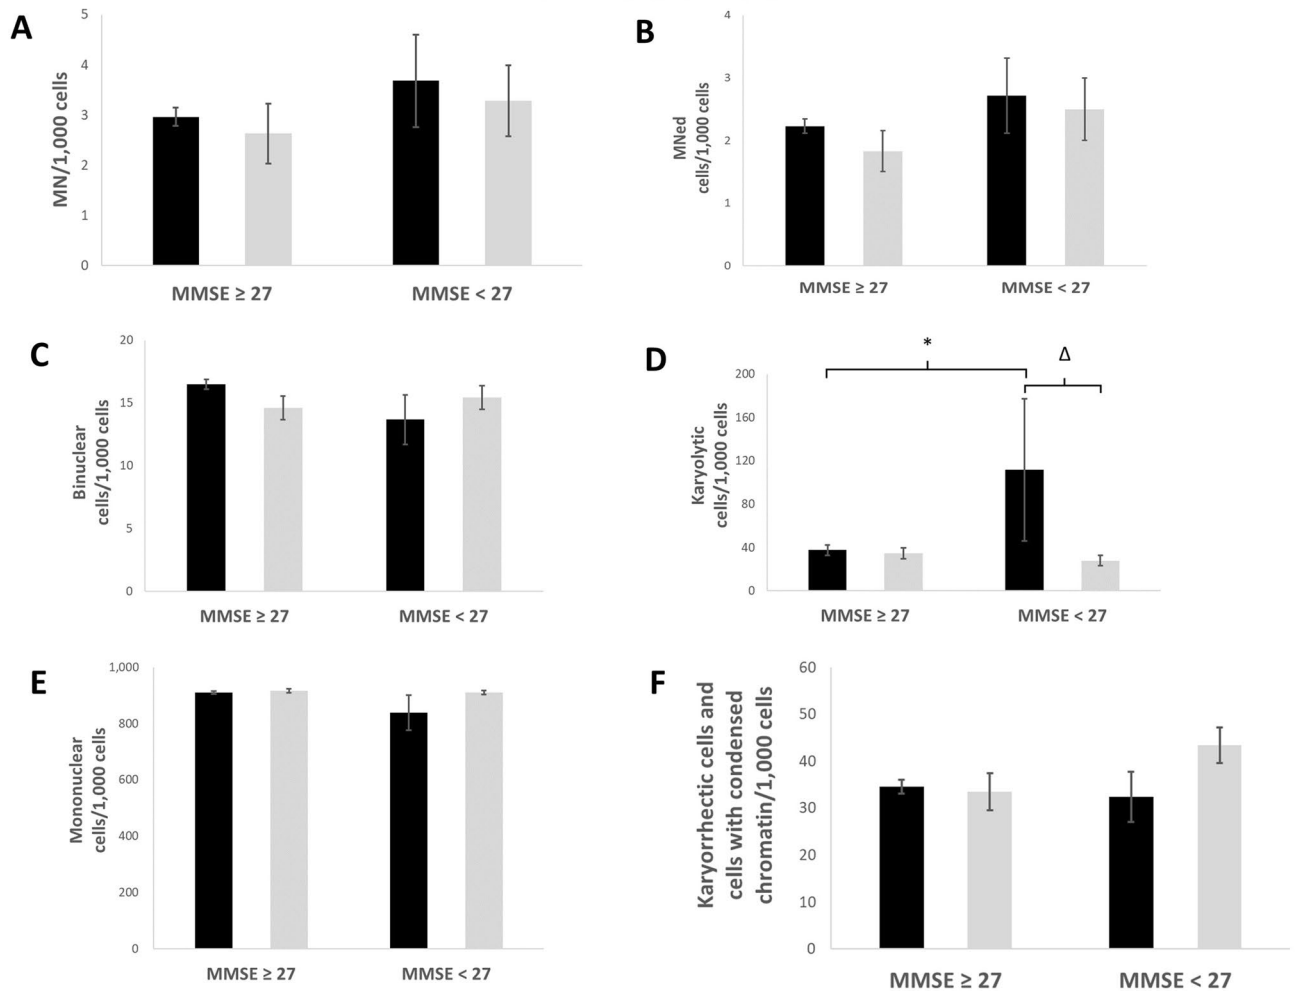 A
MN/1,000 cells
5
4
3
2
1
0
MMSE ≥ 27
MMSE < 27
B
MNed
cells/1,000 cells
4
3
2
1
0
MMSE ≥ 27
MMSE < 27
C
Binuclear
cells/1,000 cells
20
15
10
5
0
MMSE ≥ 27
MMSE < 27
D
Karyolytic
cells/1,000 cells
200
160
120
80
40
0
*
Δ
MMSE ≥ 27
MMSE < 27
E
Mononuclear
cells/1,000 cells
1,000
800
600
400
200
0
MMSE ≥ 27
MMSE < 27
F
Karyorrhectic cells and
cells with condensed
chromatin/1,000 cells
60
50
40
30
20
10
0
MMSE ≥ 27
MMSE < 27